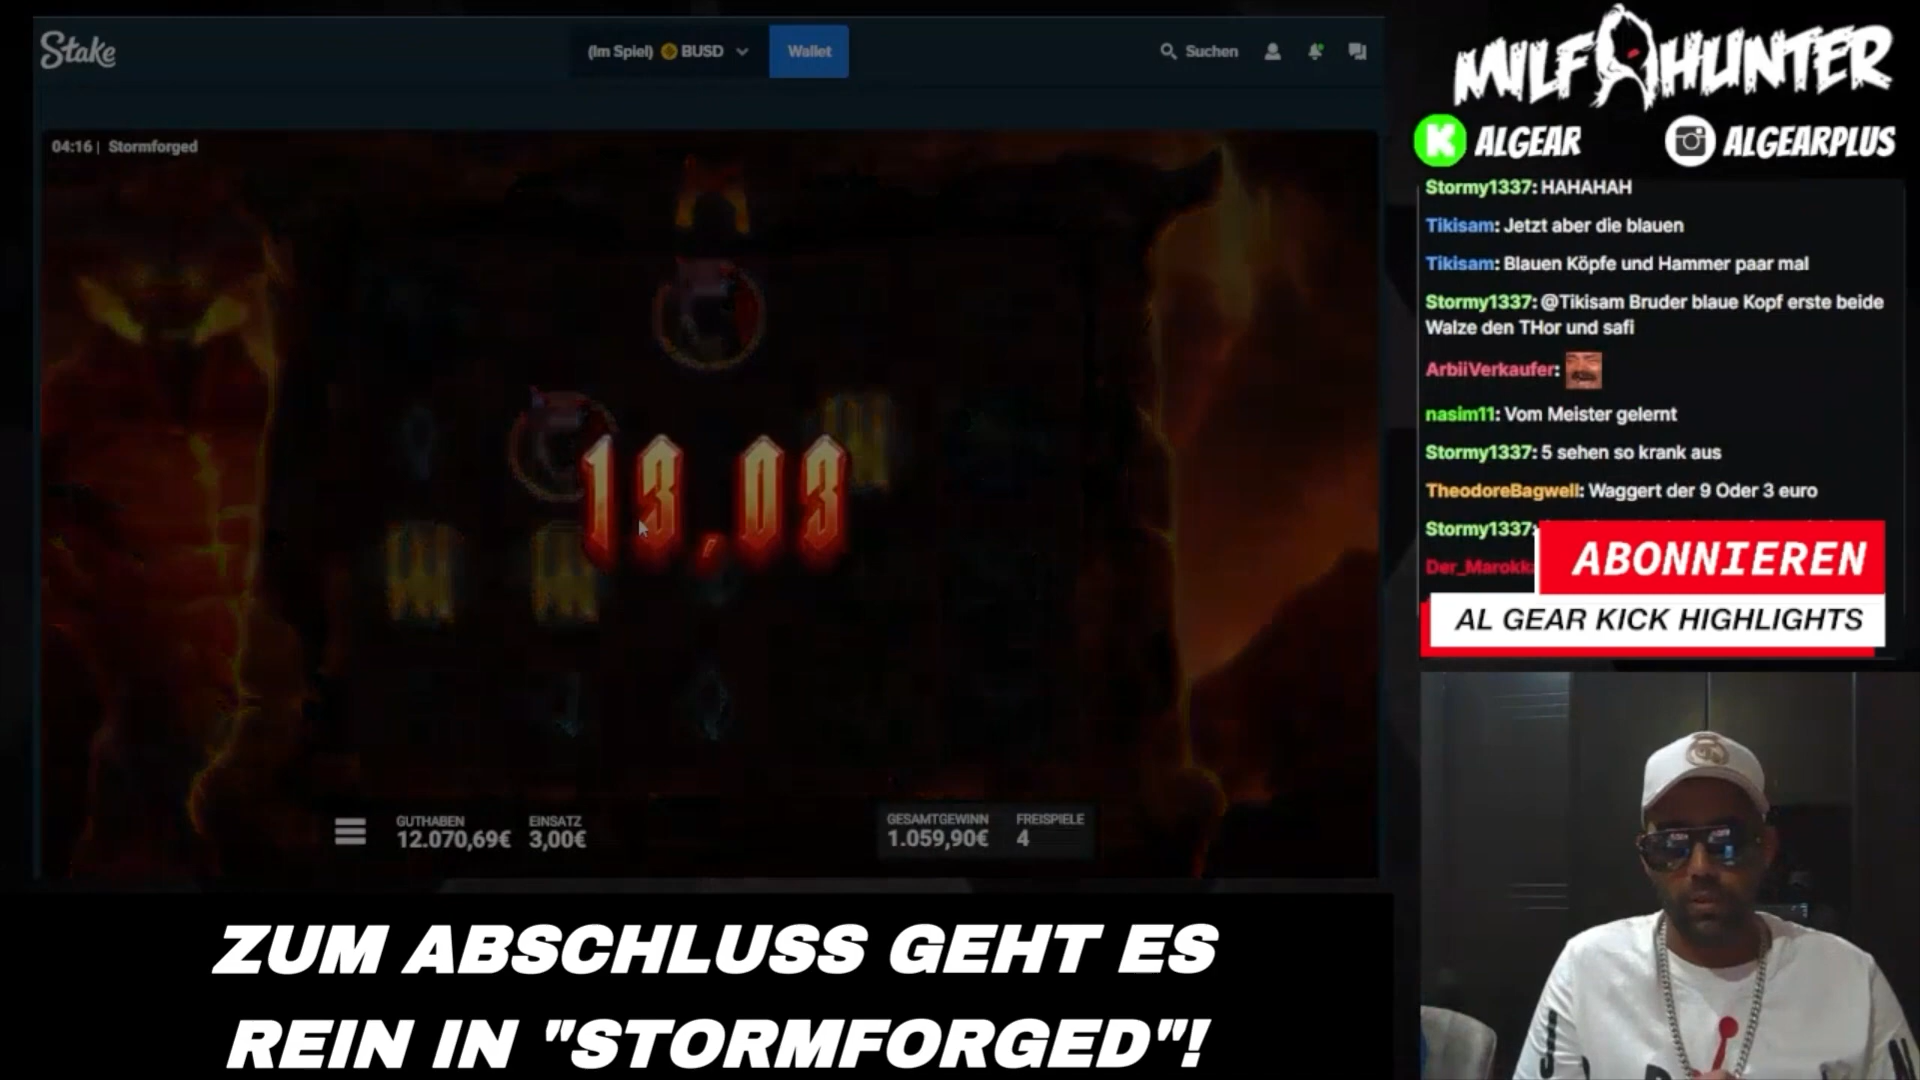 Stake
(Im Spiel) BUSD
Wallet
Suchen
04:16 | Stormforged
13,03
GUTHABEN
12.070,69€
EINSATZ
3,00€
GESAMTGEWINN
1.059,90€
FREISPIELE
4
ZUM ABSCHLUSS GEHT ES
REIN IN "STORMFORGED"!
MILF HUNTER
K ALGEAR
ALGEARPLUS
Stormy1337: HAHAHAH
Tikisam: Jetzt aber die blauen
Tikisam: Blauen Köpfe und Hammer paar mal
Stormy1337: @Tikisam Bruder blaue Kopf erste beide
Walze den THor und safi
ArbiiVerkaufer:
nasim11: Vom Meister gelernt
Stormy1337: 5 sehen so krank aus
TheodoreBagwell: Waggert der 9 Oder 3 euro
Stormy1337:
ABONNIEREN
AL GEAR KICK HIGHLIGHTS